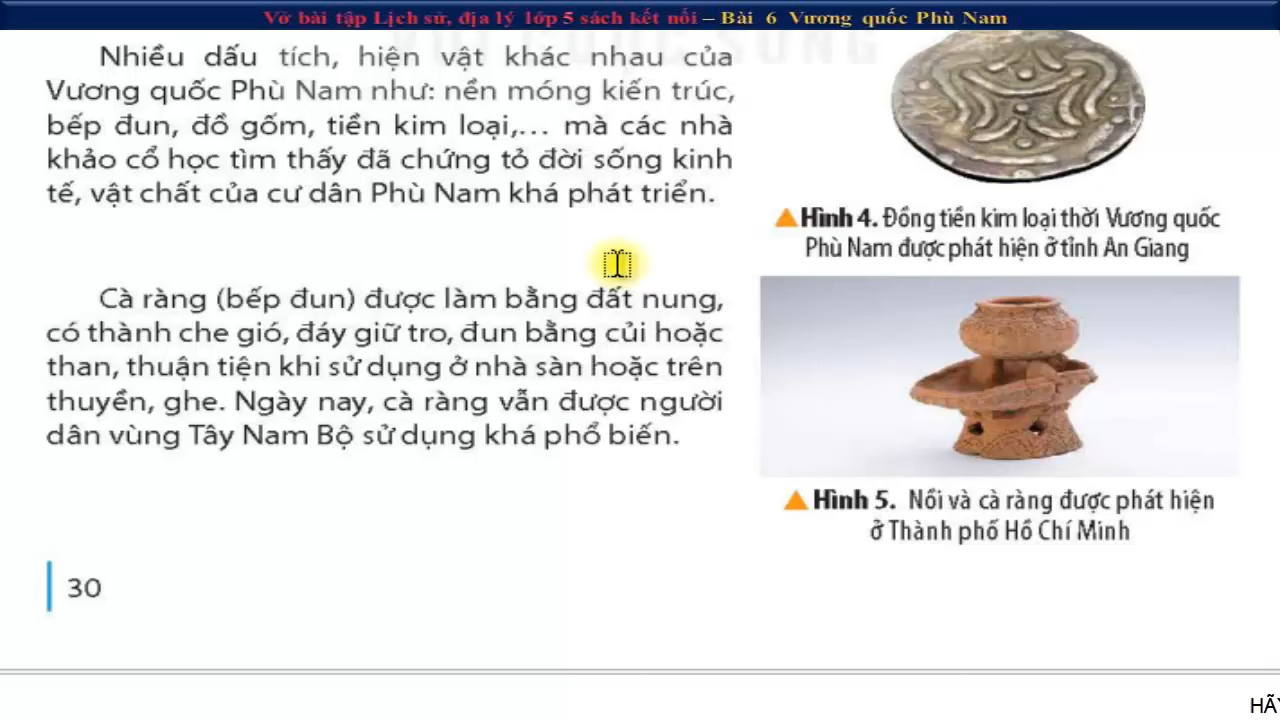 Vở bài tập Lịch sử, địa lý lớp 5 sách kết nối – Bài 6 Vương quốc Phù Nam
Nhiều dấu tích, hiện vật khác nhau của
Vương quốc Phù Nam như: nền móng kiến trúc,
bếp đun, đồ gốm, tiền kim loại,... mà các nhà
khảo cổ học tìm thấy đã chứng tỏ đời sống kinh
tế, vật chất của cư dân Phù Nam khá phát triển.
Hình 4. Đồng tiền kim loại thời Vương quốc
Phù Nam được phát hiện ở tỉnh An Giang
Cà ràng (bếp đun) được làm bằng đất nung,
có thành che gió, đáy giữ tro, đun bằng củi hoặc
than, thuận tiện khi sử dụng ở nhà sàn hoặc trên
thuyền, ghe. Ngày nay, cà ràng vẫn được người
dân vùng Tây Nam Bộ sử dụng khá phổ biến.
Hình 5. Nồi và cà ràng được phát hiện
ở Thành phố Hồ Chí Minh
30